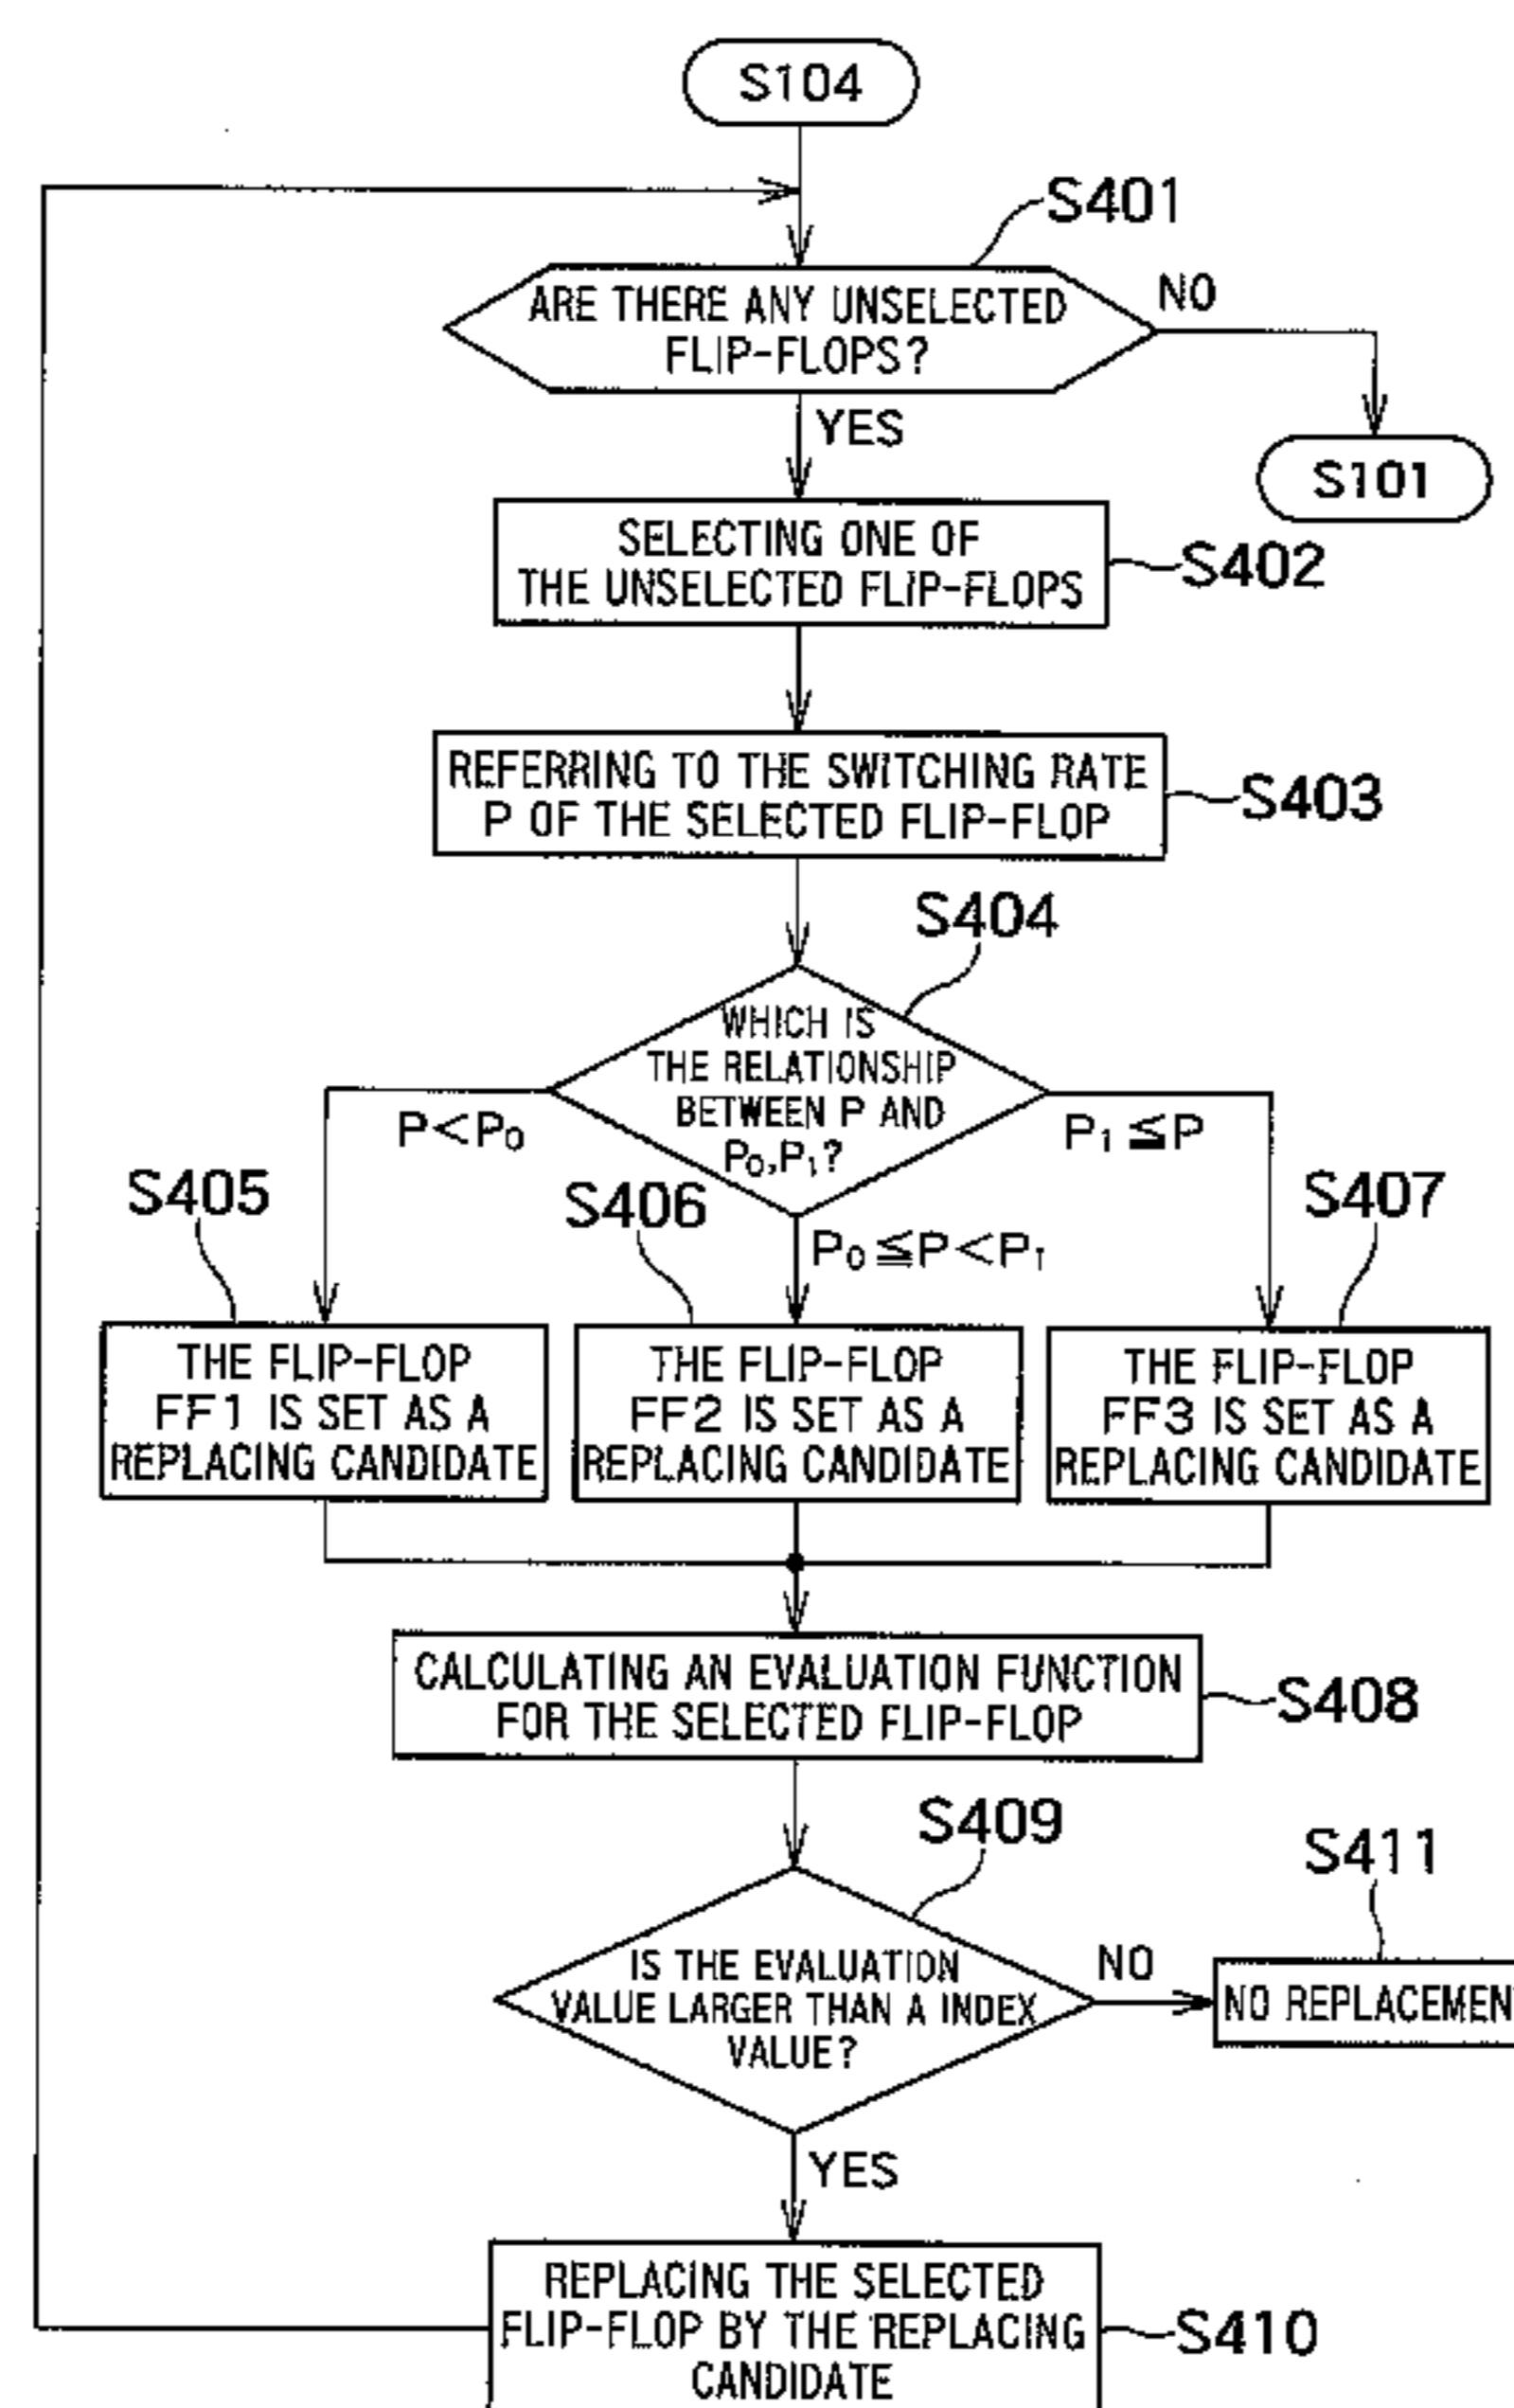 S104
S401
ARE THERE ANY UNSELECTED
FLIP-FLOPS?
NO
YES
S101
SELECTING ONE OF
THE UNSELECTED FLIP-FLOPS
S402
REFERRING TO THE SWITCHING RATE
P OF THE SELECTED FLIP-FLOP
S403
S404
WHICH IS
THE RELATIONSHIP
BETWEEN P AND
P₀,P₁?
P<P₀
P₁≦P
P₀≦P<P₁
S405
S406
S407
THE FLIP-FLOP
FF1 IS SET AS A
REPLACING CANDIDATE
THE FLIP-FLOP
FF2 IS SET AS A
REPLACING CANDIDATE
THE FLIP-FLOP
FF3 IS SET AS A
REPLACING CANDIDATE
CALCULATING AN EVALUATION FUNCTION
FOR THE SELECTED FLIP-FLOP
S408
S409
IS THE EVALUATION
VALUE LARGER THAN A INDEX
VALUE?
NO
S411
NO REPLACEMENT
YES
REPLACING THE SELECTED
FLIP-FLOP BY THE REPLACING
CANDIDATE
S410